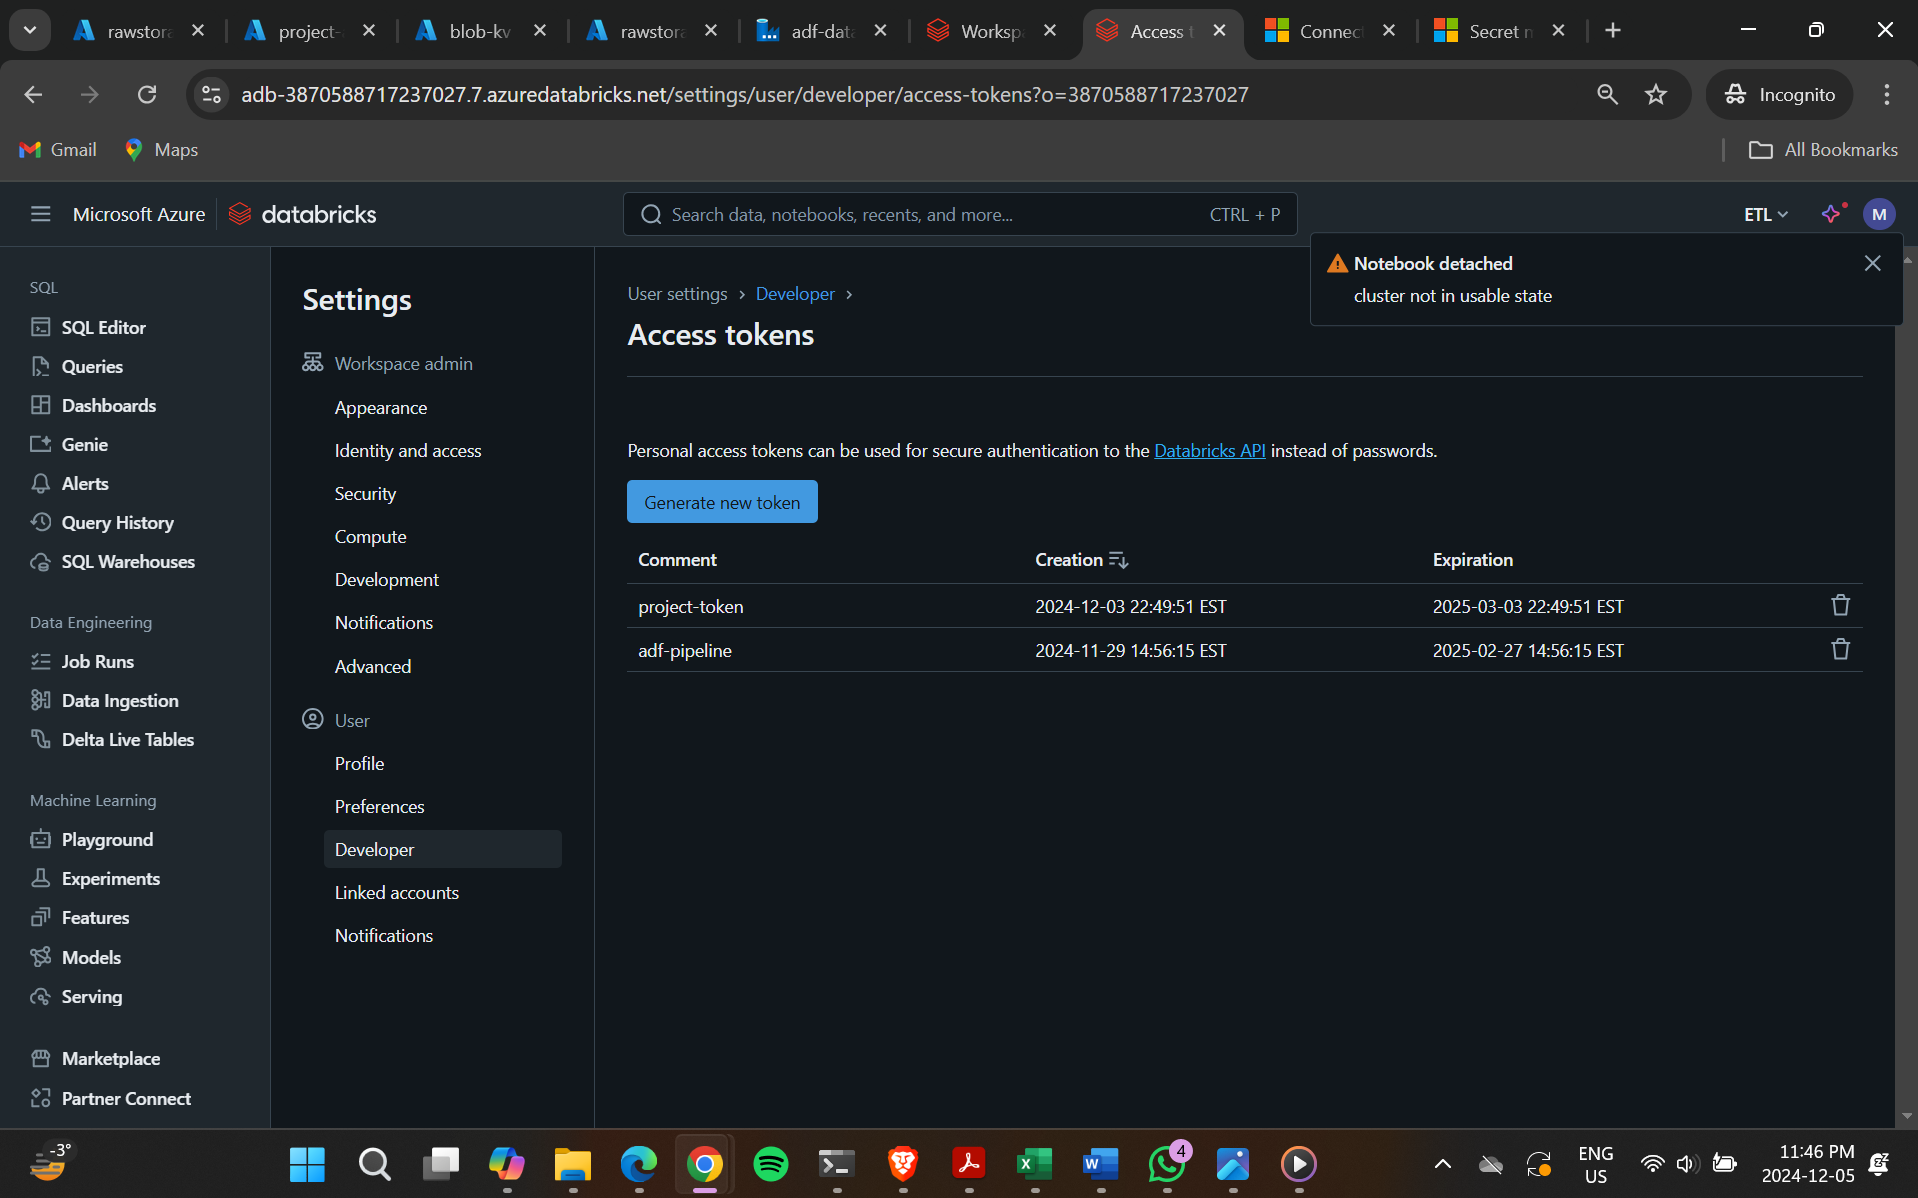 rawstora
project-
blob-kv
rawstora
adf-data
Worksp
Access t
Connec
Secret m
adb-3870588717237027.7.azuredatabricks.net/settings/user/developer/access-tokens?o=3870588717237027
Incognito
Gmail
Maps
All Bookmarks
Microsoft Azure
databricks
Search data, notebooks, recents, and more...
CTRL + P
ETL
M
Notebook detached
cluster not in usable state
SQL
SQL Editor
Queries
Dashboards
Genie
Alerts
Query History
SQL Warehouses
Data Engineering
Job Runs
Data Ingestion
Delta Live Tables
Machine Learning
Playground
Experiments
Features
Models
Serving
Marketplace
Partner Connect
Settings
Workspace admin
Appearance
Identity and access
Security
Compute
Development
Notifications
Advanced
User
Profile
Preferences
Developer
Linked accounts
Notifications
User settings
Developer
Access tokens
Personal access tokens can be used for secure authentication to the Databricks API instead of passwords.
Generate new token
Comment Creation Expiration
project-token 2024-12-03 22:49:51 EST 2025-03-03 22:49:51 EST
adf-pipeline 2024-11-29 14:56:15 EST 2025-02-27 14:56:15 EST
-3°
4
ENG
US
11:46 PM
2024-12-05